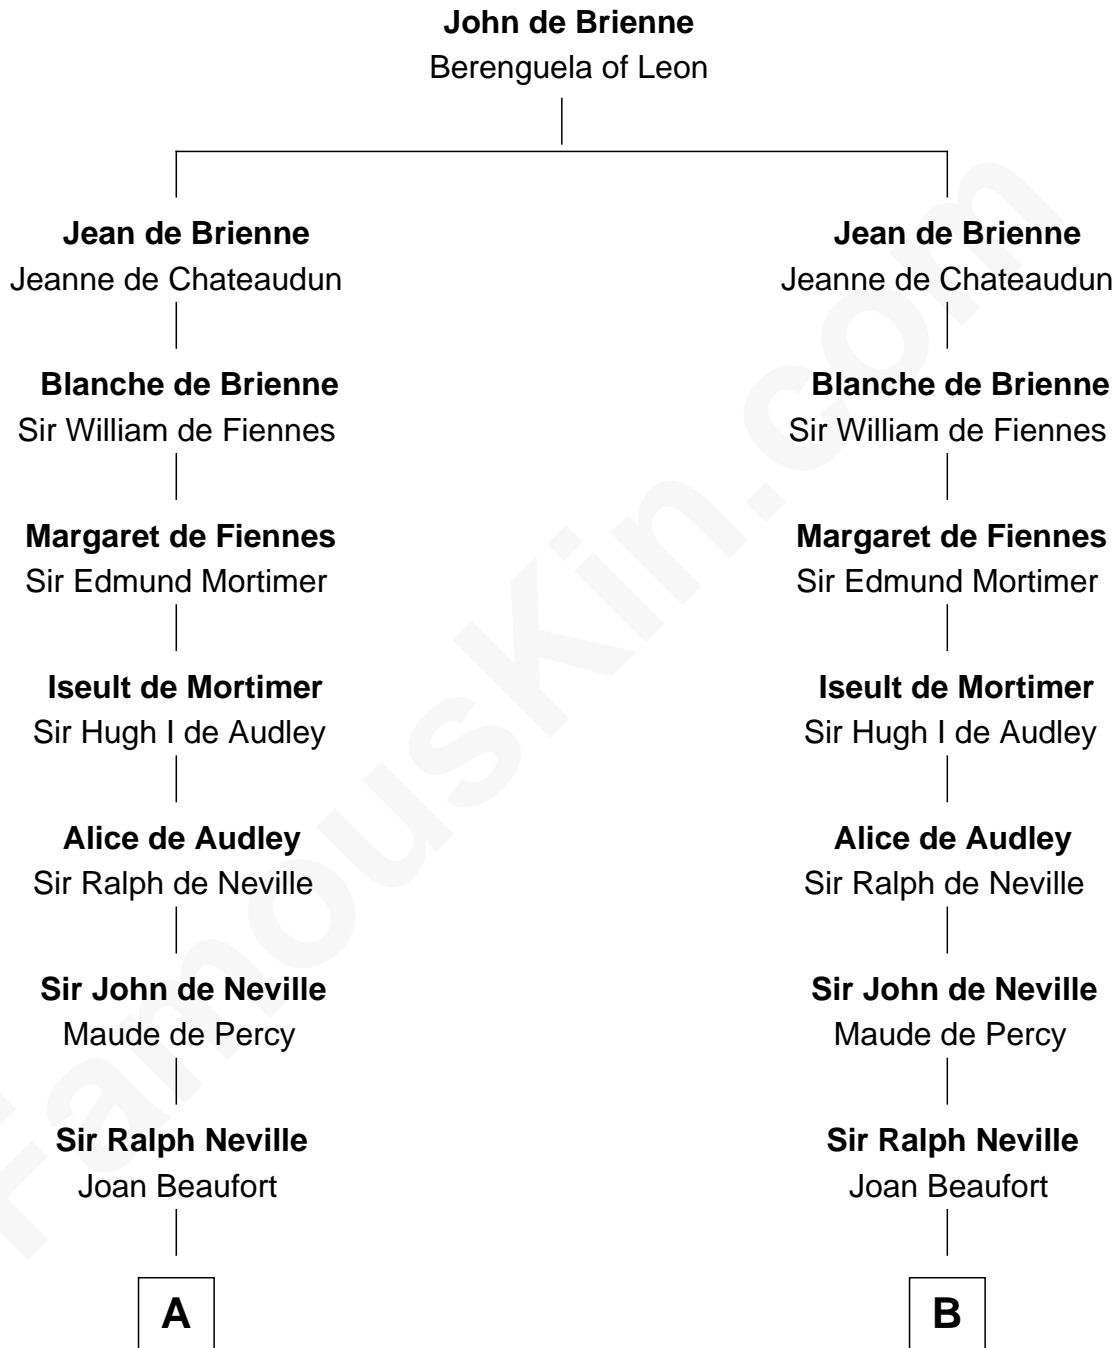 John de Brienne
Berenguela of Leon
Jean de Brienne
Jeanne de Chateaudun
Blanche de Brienne
Sir William de Fiennes
Margaret de Fiennes
Sir Edmund Mortimer
Iseult de Mortimer
Sir Hugh I de Audley
Alice de Audley
Sir Ralph de Neville
Sir John de Neville
Maude de Percy
Sir Ralph Neville
Joan Beaufort
A
Jean de Brienne
Jeanne de Chateaudun
Blanche de Brienne
Sir William de Fiennes
Margaret de Fiennes
Sir Edmund Mortimer
Iseult de Mortimer
Sir Hugh I de Audley
Alice de Audley
Sir Ralph de Neville
Sir John de Neville
Maude de Percy
Sir Ralph Neville
Joan Beaufort
B
FamousKin.com